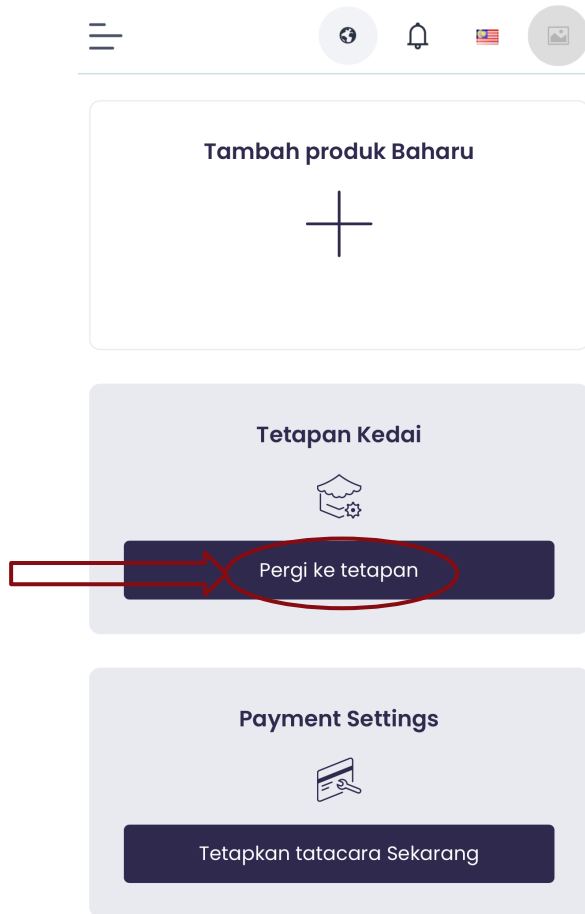 Tambah produk Baharu
Tetapan Kedai
Pergi ke tetapan
Payment Settings
Tetapkan tatacara Sekarang